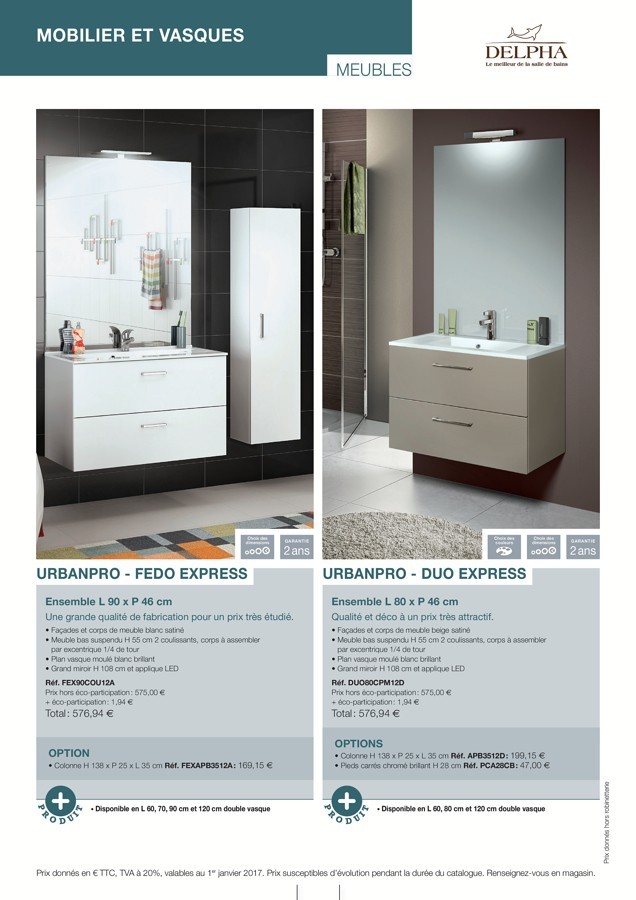 MOBILIER ET VASQUES
MEUBLES
DELPHA
Le meilleur de la salle de bains
Choix des dimensions
GARANTIE
2 ans
Choix des couleurs
Choix des dimensions
GARANTIE
2 ans
URBANPRO - FEDO EXPRESS
Ensemble L 90 x P 46 cm
Une grande qualité de fabrication pour un prix très étudié.
• Façades et corps de meuble blanc satiné
• Meuble bas suspendu H 55 cm 2 coulissants, corps à assembler
par excentrique 1/4 de tour
• Plan vasque moulé blanc brillant
• Grand miroir H 108 cm et applique LED
Réf. FEX90COU12A
Prix hors éco-participation : 575,00 €
+ éco-participation : 1,94 €
Total : 576,94 €
OPTION
• Colonne H 138 x P 25 x L 35 cm Réf. FEXAPB3512A : 169,15 €
+
PRODUIT
• Disponible en L 60, 70, 90 cm et 120 cm double vasque
URBANPRO - DUO EXPRESS
Ensemble L 80 x P 46 cm
Qualité et déco à un prix très attractif.
• Façades et corps de meuble beige satiné
• Meuble bas suspendu H 55 cm 2 coulissants, corps à assembler
par excentrique 1/4 de tour
• Plan vasque moulé blanc brillant
• Grand miroir H 108 cm et applique LED
Réf. DUO80CPM12D
Prix hors éco-participation : 575,00 €
+ éco-participation : 1,94 €
Total : 576,94 €
OPTIONS
• Colonne H 138 x P 25 x L 35 cm Réf. APB3512D : 199,15 €
• Pieds carrés chromé brillant H 28 cm Réf. PCA28CB : 47,00 €
+
PRODUIT
• Disponible en L 60, 80 cm et 120 cm double vasque
Prix donnés hors robinetterie
Prix donnés en € TTC, TVA à 20%, valables au 1er janvier 2017. Prix susceptibles d'évolution pendant la durée du catalogue. Renseignez-vous en magasin.